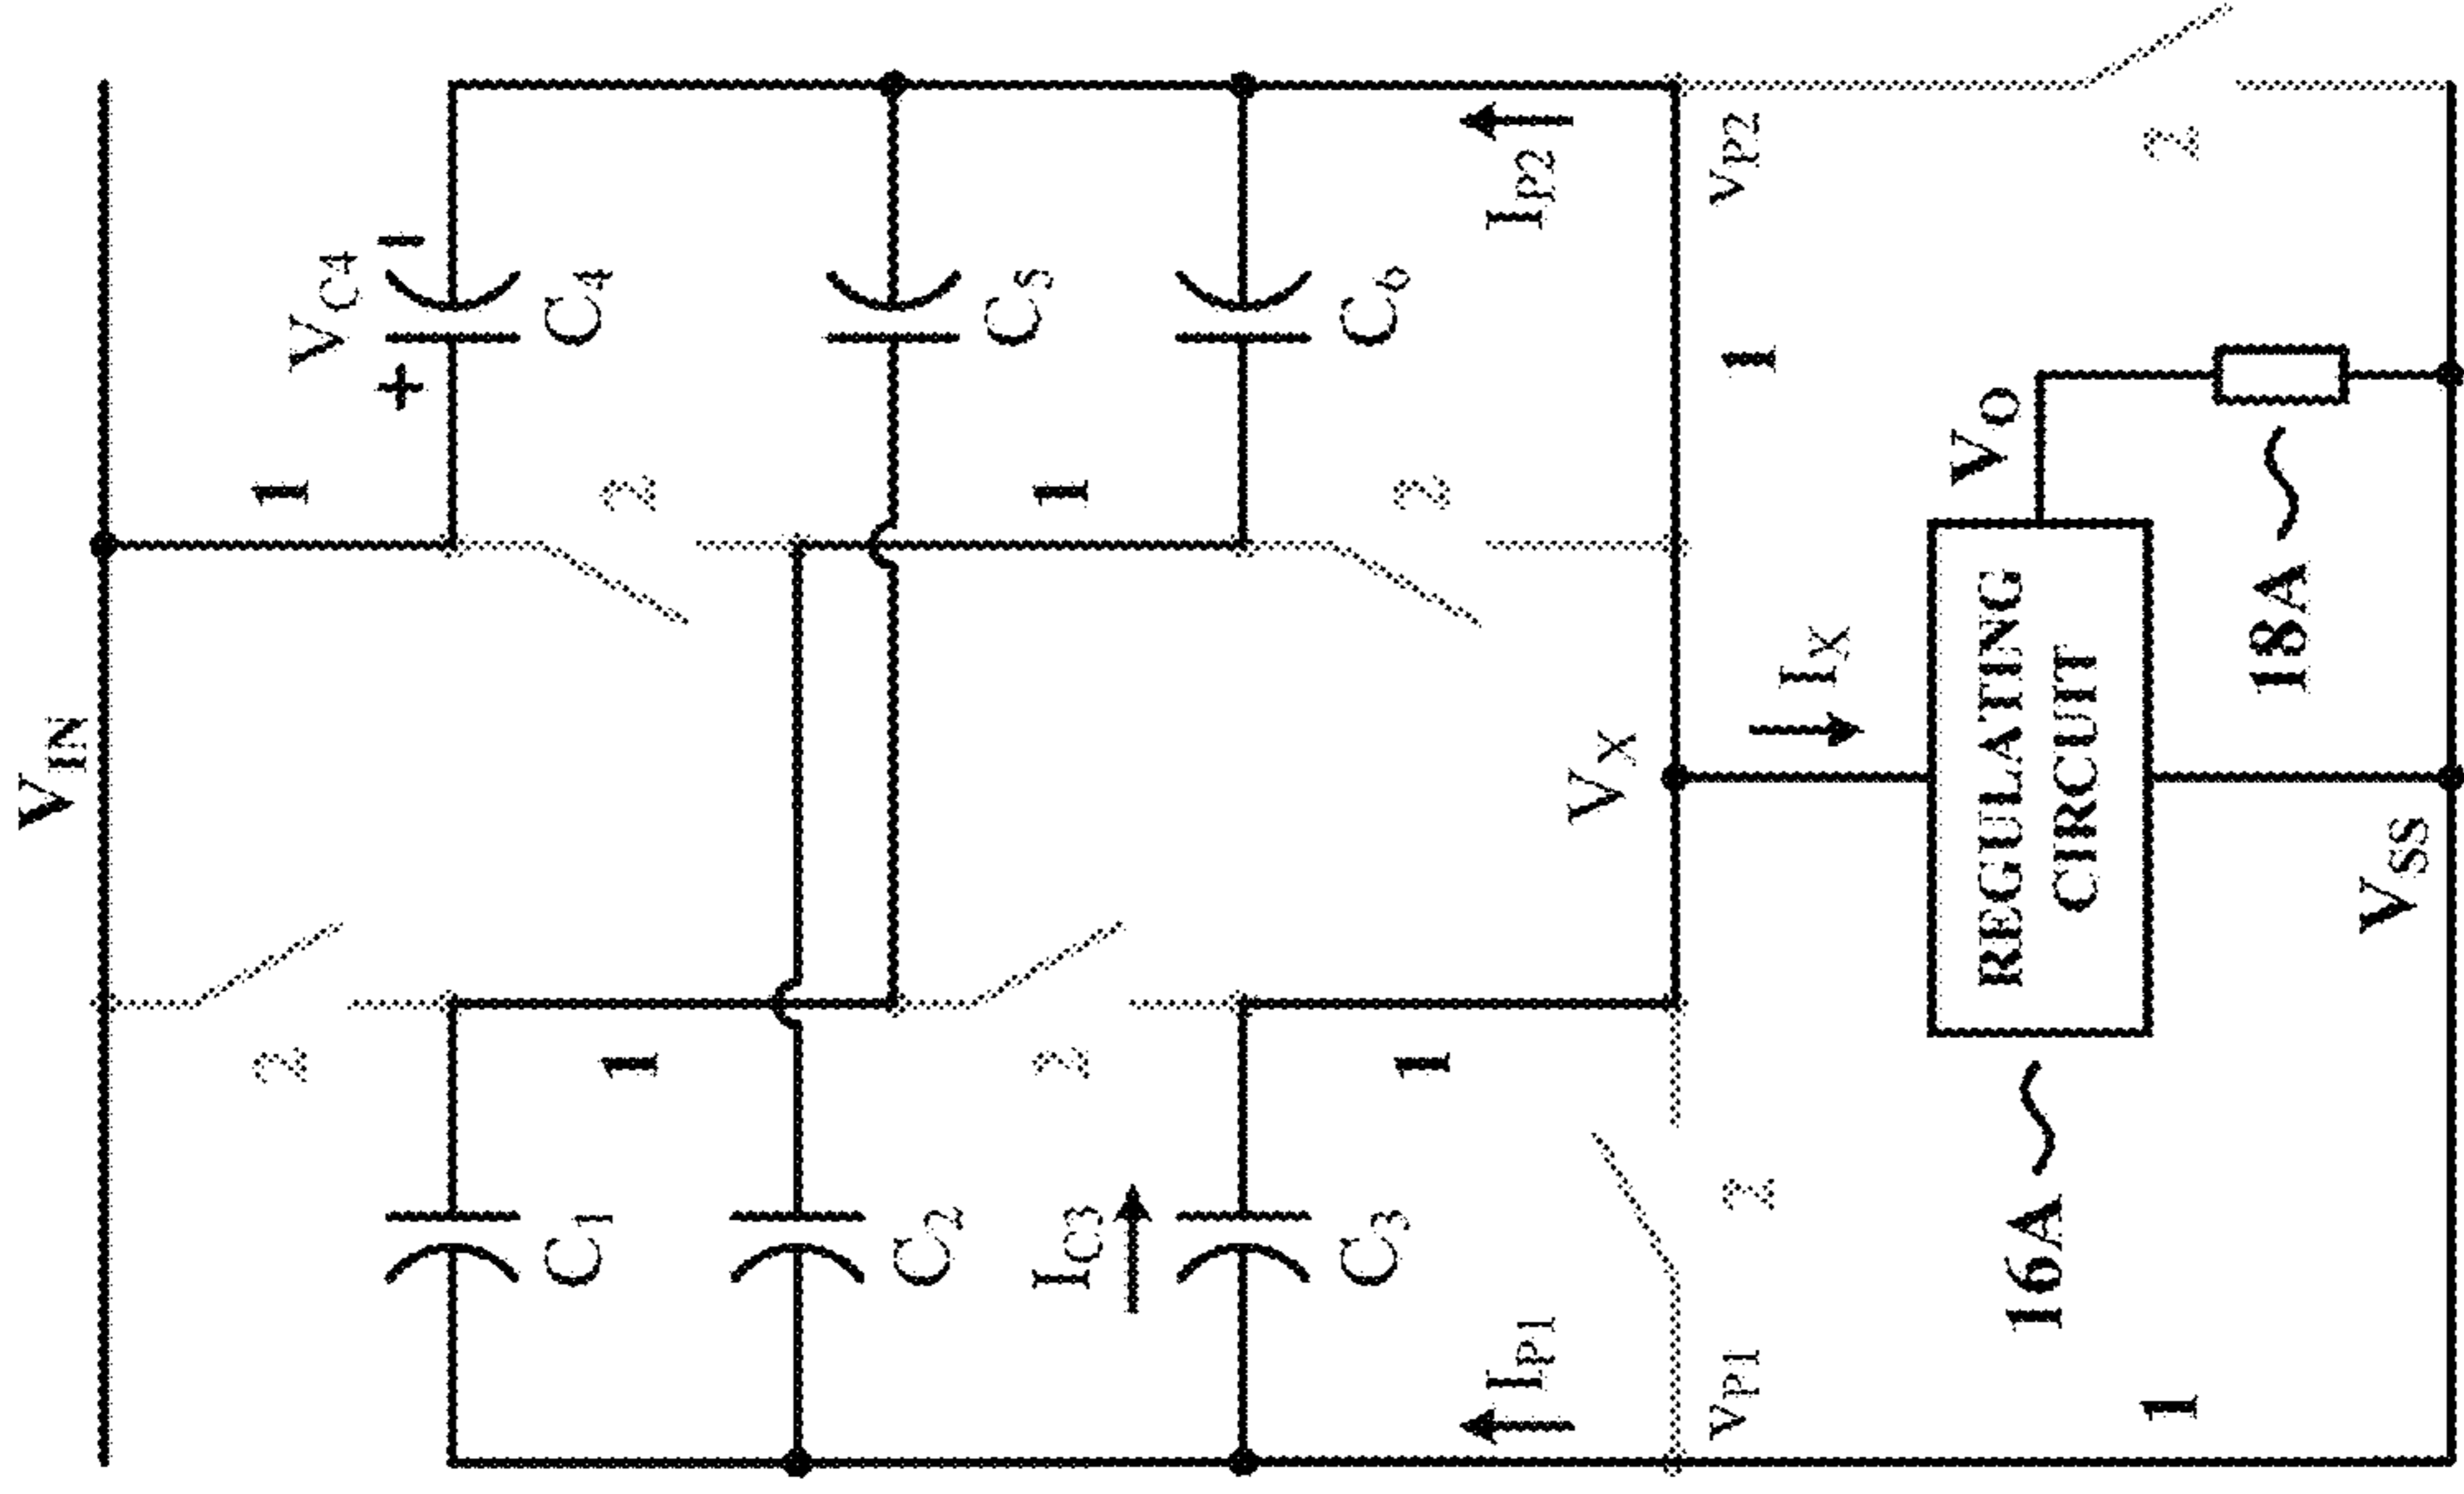 V_IN
2
1
V_C4
+ −
C_1
1
2
C_4
C_2
C_5
I_C3
2
1
C_3
C_6
1
2
I_P1
I_P2
V_X
V_P1
2
1
V_P2
I_X
16A
REGULATING
CIRCUIT
V_O
1
18A
2
V_SS